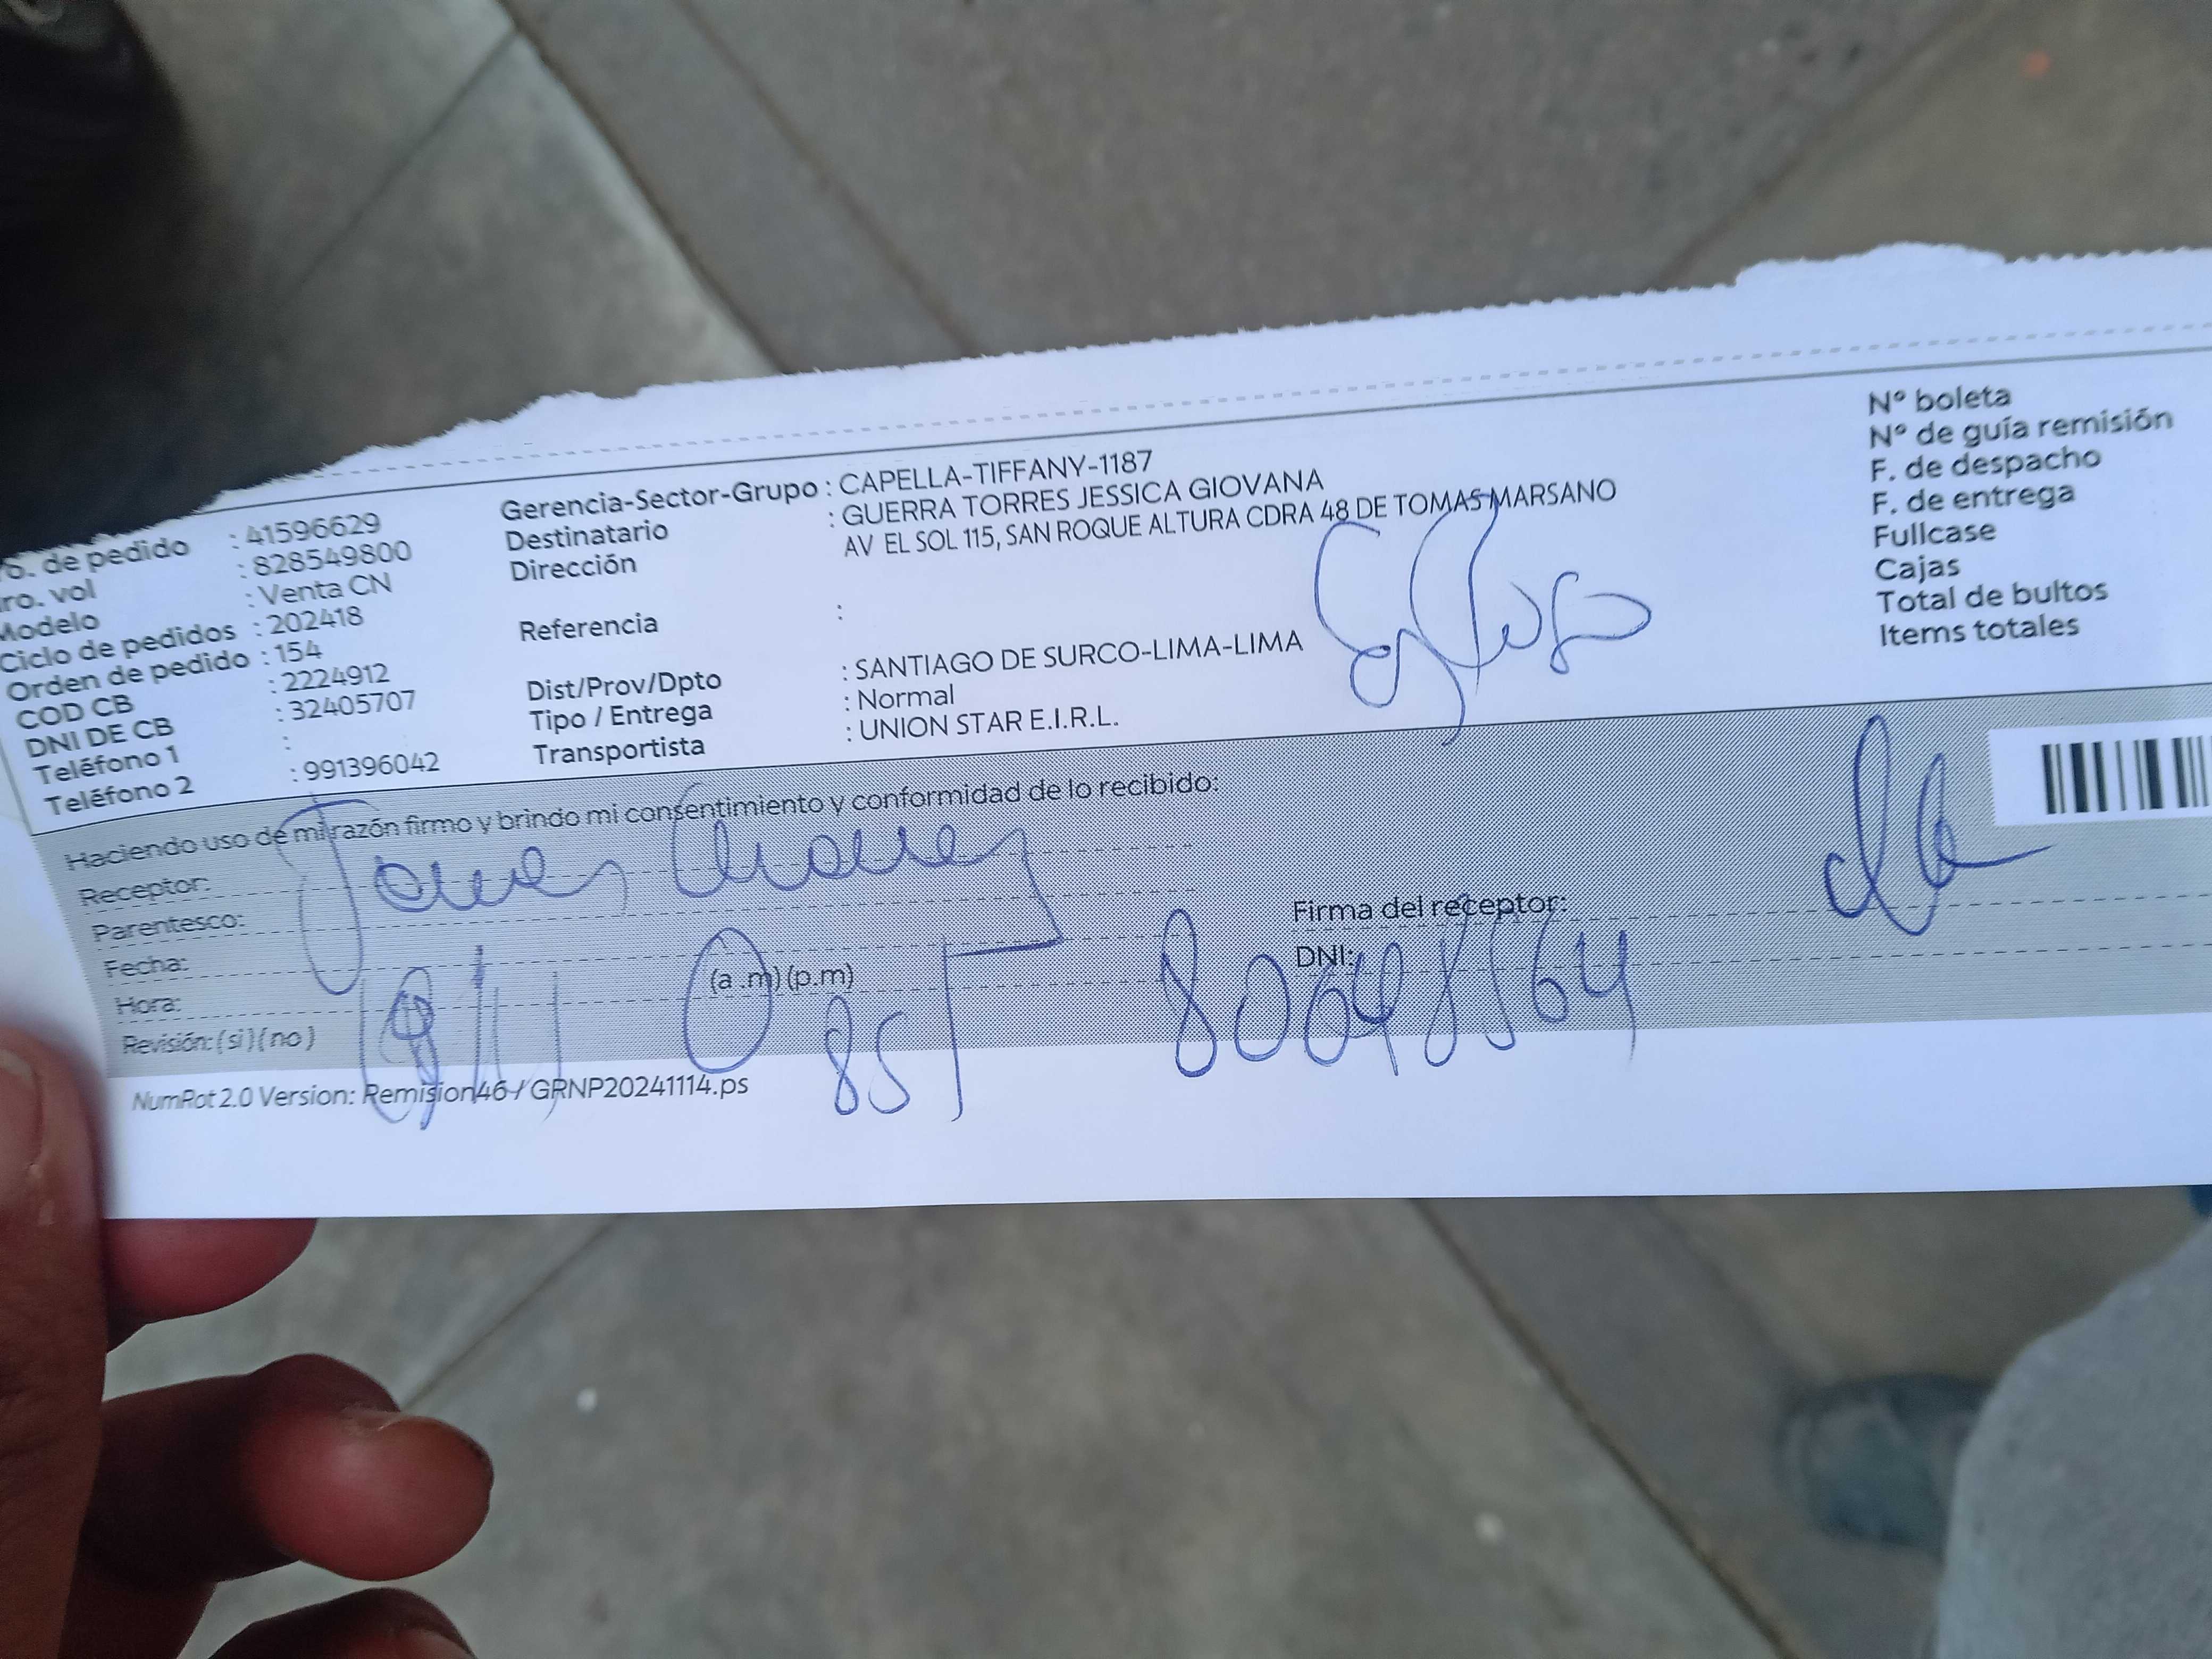 ro. de pedido : 41596629
ro. vol : 828549800
Modelo : Venta CN
Ciclo de pedidos : 202418
Orden de pedido : 154
COD CB : 2224912
DNI DE CB : 32405707
Teléfono 1 :
Teléfono 2 : 991396042
Gerencia-Sector-Grupo : CAPELLA-TIFFANY-1187
Destinatario : GUERRA TORRES JESSICA GIOVANA
Dirección AV EL SOL 115, SAN ROQUE ALTURA CDRA 48 DE TOMAS MARSANO
Referencia :
Dist/Prov/Dpto : SANTIAGO DE SURCO-LIMA-LIMA
Tipo / Entrega : Normal
Transportista : UNION STAR E.I.R.L.
N° boleta
N° de guía remisión
F. de despacho
F. de entrega
Fullcase
Cajas
Total de bultos
Items totales
Haciendo uso de mi razón firmo y brindo mi consentimiento y conformidad de lo recibido:
Receptor:
Parentesco:
Fecha:
Hora: (a .m) (p.m)
Revisión: ( si ) ( no )
Firma del receptor:
DNI:
NumRot 2.0 Version: Remision46 / GRNP20241114.ps